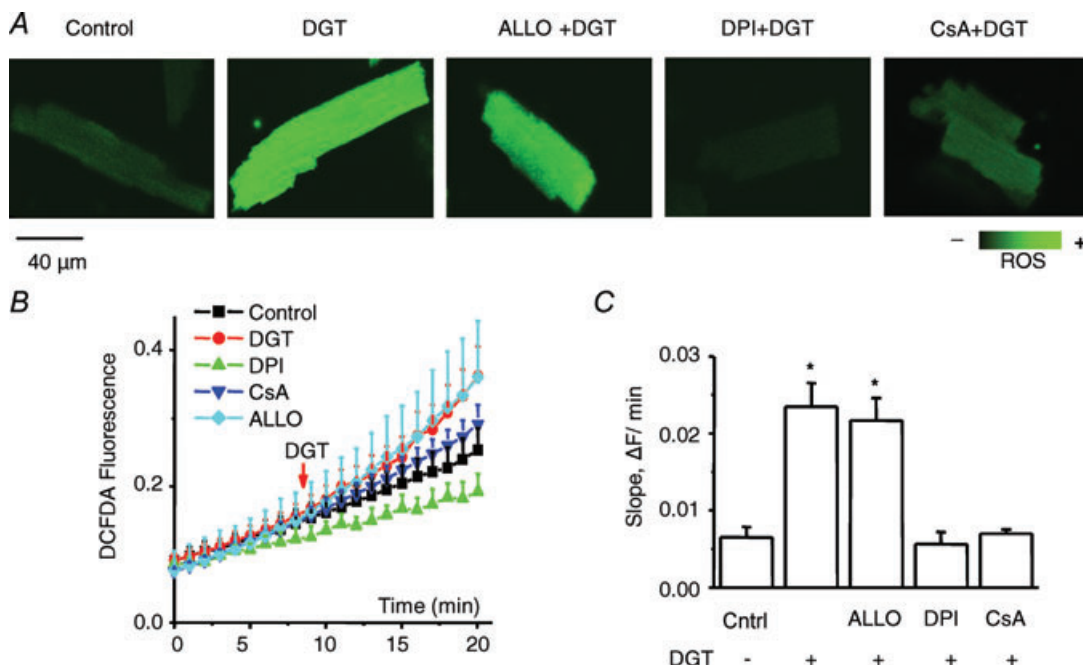 A
Control DGT ALLO +DGT DPI+DGT CsA+DGT
40 µm
– +
ROS
B
Control
DGT
DPI
CsA
ALLO
DGT
DCFDA Fluorescence
0.4
0.2
0.0
Time (min)
0 5 10 15 20
C
Slope, ΔF/ min
0.03
0.02
0.01
0.00
* *
Cntrl ALLO DPI CsA
DGT - + + + +